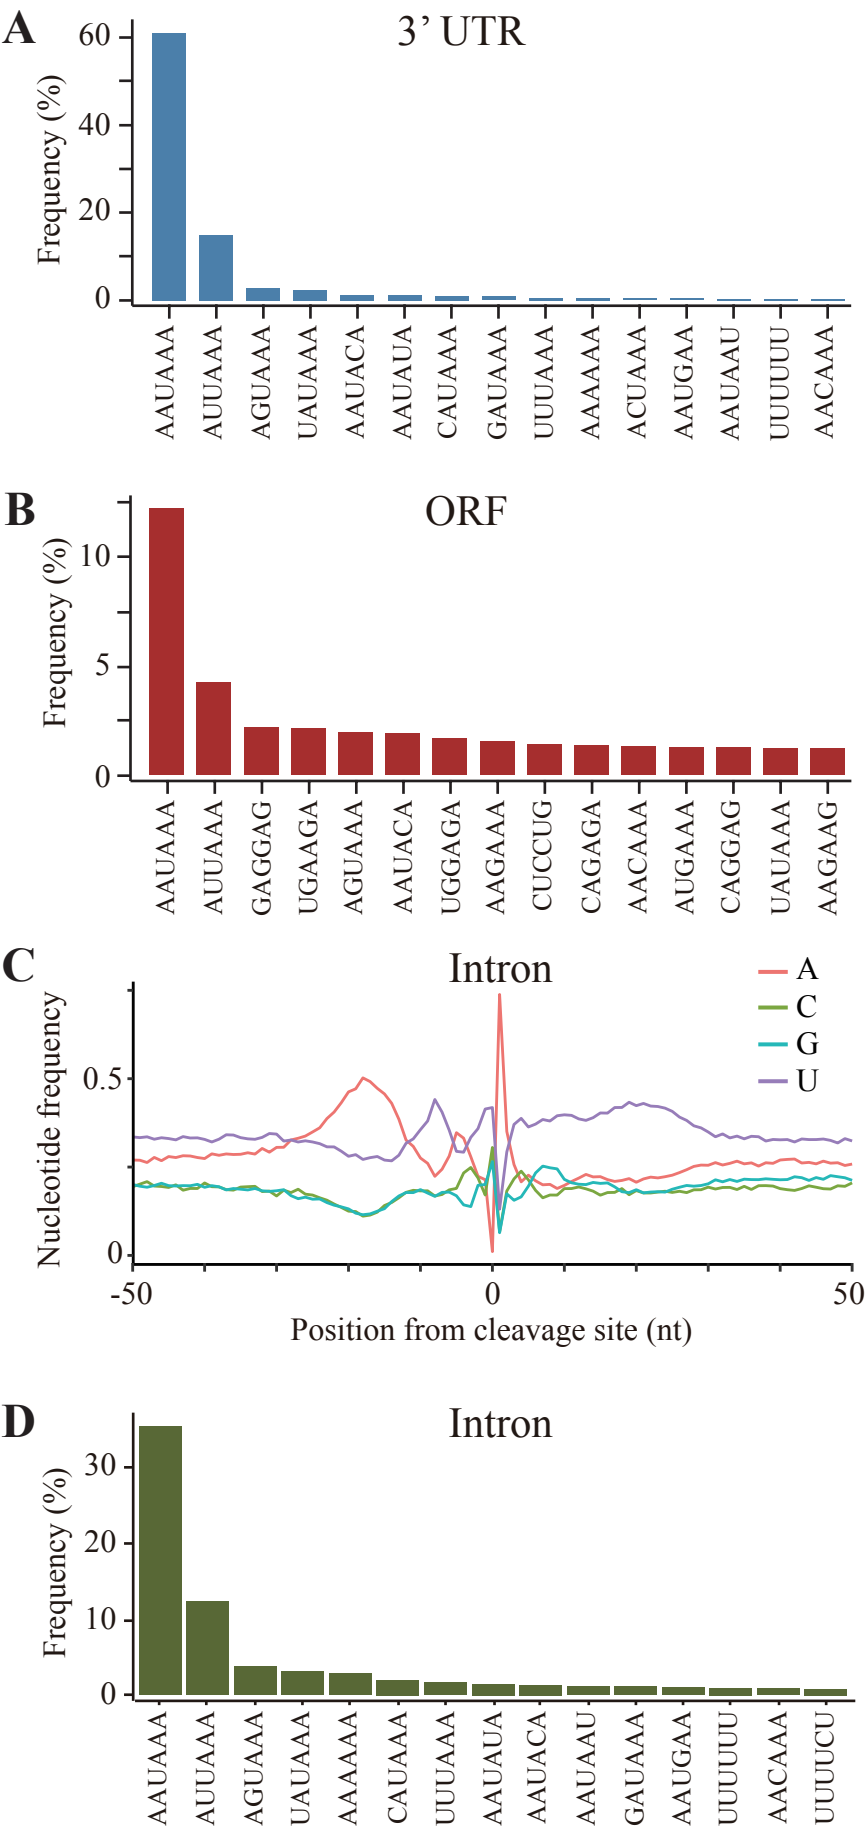 A
3’ UTR
Frequency (%)
60
40
20
0
AAUAAA
AUUAAA
AGUAAA
UAUAAA
AAUACA
AAUAUA
CAUAAA
GAUAAA
UUUAAA
AAAAAA
ACUAAA
AAUGAA
AAUAAU
UUUUUU
AACAAA
B
ORF
Frequency (%)
10
5
0
AAUAAA
AUUAAA
GAGGAG
UGAAGA
AGUAAA
AAUACA
UGGAGA
AAGAAA
CUCCUG
CAGAGA
AACAAA
AUGAAA
CAGGAG
UAUAAA
AAGAAG
C
Intron
A
C
G
U
Nucleotide frequency
0.5
0
-50
0
50
Position from cleavage site (nt)
D
Intron
Frequency (%)
30
20
10
0
AAUAAA
AUUAAA
AGUAAA
UAUAAA
AAAAAA
CAUAAA
UUUAAA
AAUAUA
AAUACA
AAUAAU
GAUAAA
AAUGAA
UUUUUU
AACAAA
UUUUCU